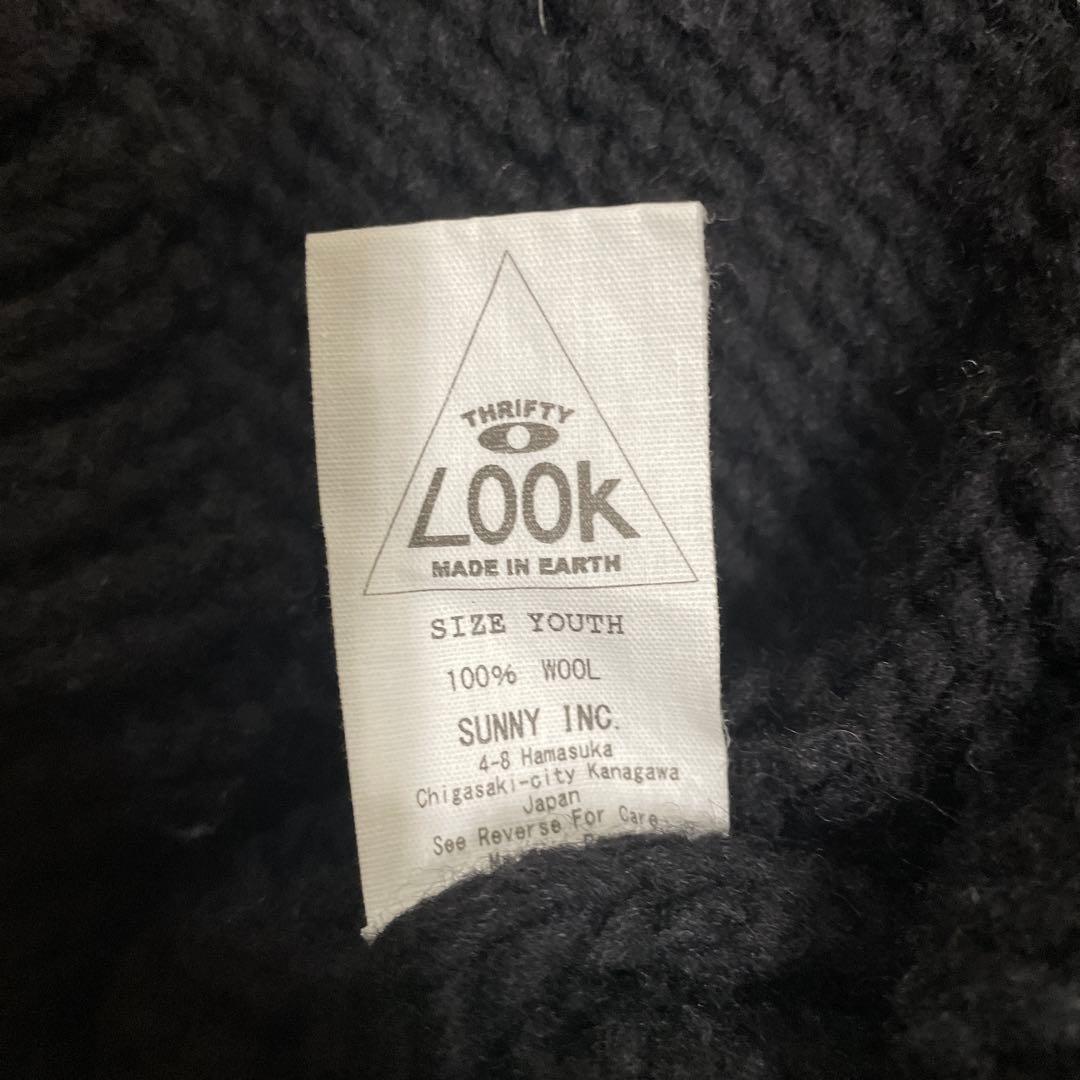 THRIFTY
LOOK
MADE IN EARTH
SIZE YOUTH
100% WOOL
SUNNY INC.
4-8 Hamasuka
Chigasaki-city Kanagawa
Japan
See Reverse For Care